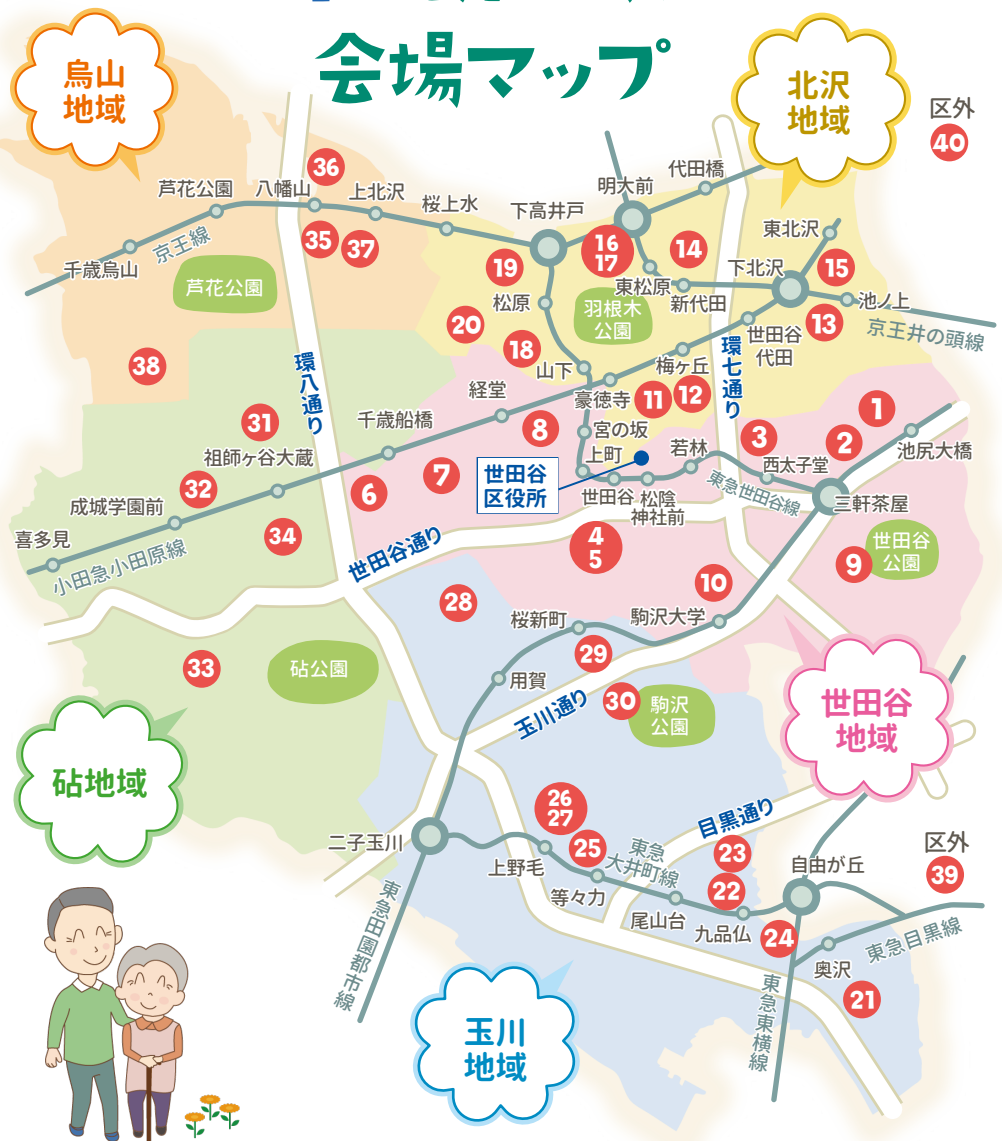 会場マップ
烏山
地域
北沢
地域
区外
40
36
代田橋
明大前
芦花公園
八幡山
上北沢
桜上水
下高井戸
東北沢
京王線
千歳烏山
35
37
16
17
14
19
下北沢
15
芦花公園
松原
東松原
新代田
羽根木
公園
池ノ上
京王井の頭線
13
世田谷
代田
20
18
38
環八通り
山下
梅ヶ丘
環七通り
経堂
豪徳寺
11
12
千歳船橋
31
8
宮の坂
3
2
1
祖師ヶ谷大蔵
上町
若林
西太子堂
池尻大橋
世田谷
区役所
7
6
32
世田谷
松陰
神社前
東急世田谷線
三軒茶屋
成城学園前
喜多見
34
小田急小田原線
世田谷通り
4
5
9
世田谷
公園
28
10
桜新町
駒沢大学
33
砧公園
29
用賀
30
駒沢
公園
玉川通り
世田谷
地域
砧地域
26
27
目黒通り
二子玉川
上野毛
25
東急
大井町線
23
自由が丘
区外
39
等々力
22
尾山台
九品仏
24
東急目黒線
奥沢
東急田園都市線
21
東急東横線
玉川
地域